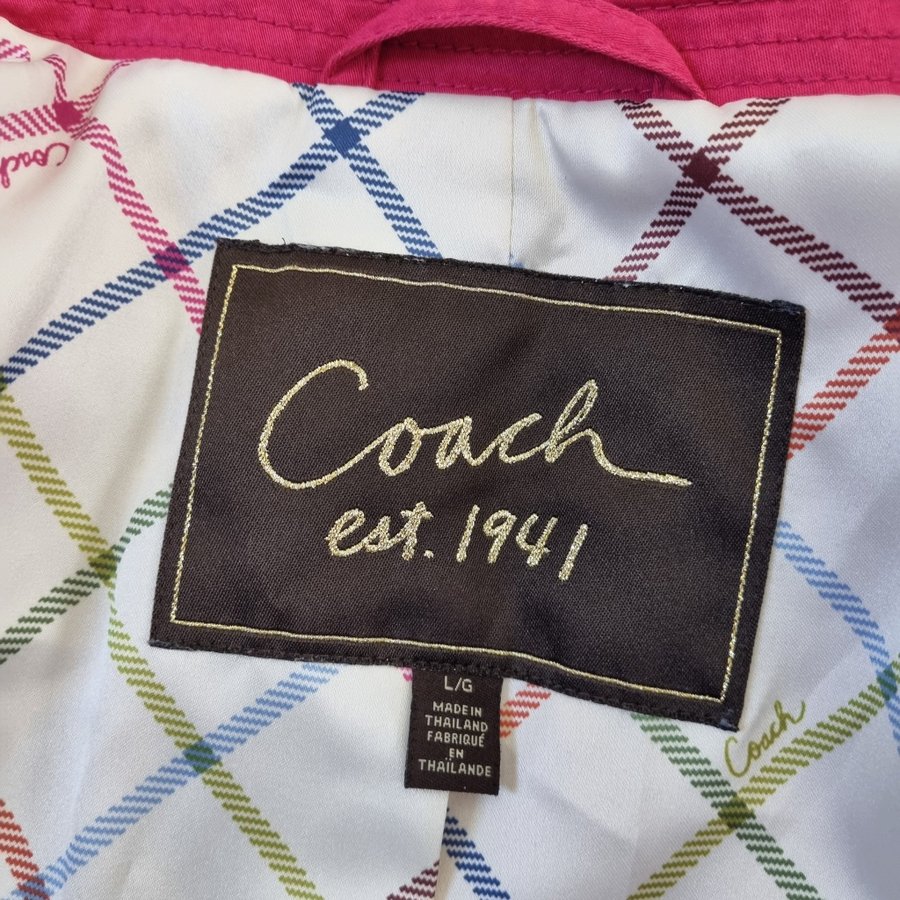 Coach
Coach
est. 1941
L/G
MADE IN
THAILAND
FABRIQUÉ
EN
THAÏLANDE
Coach